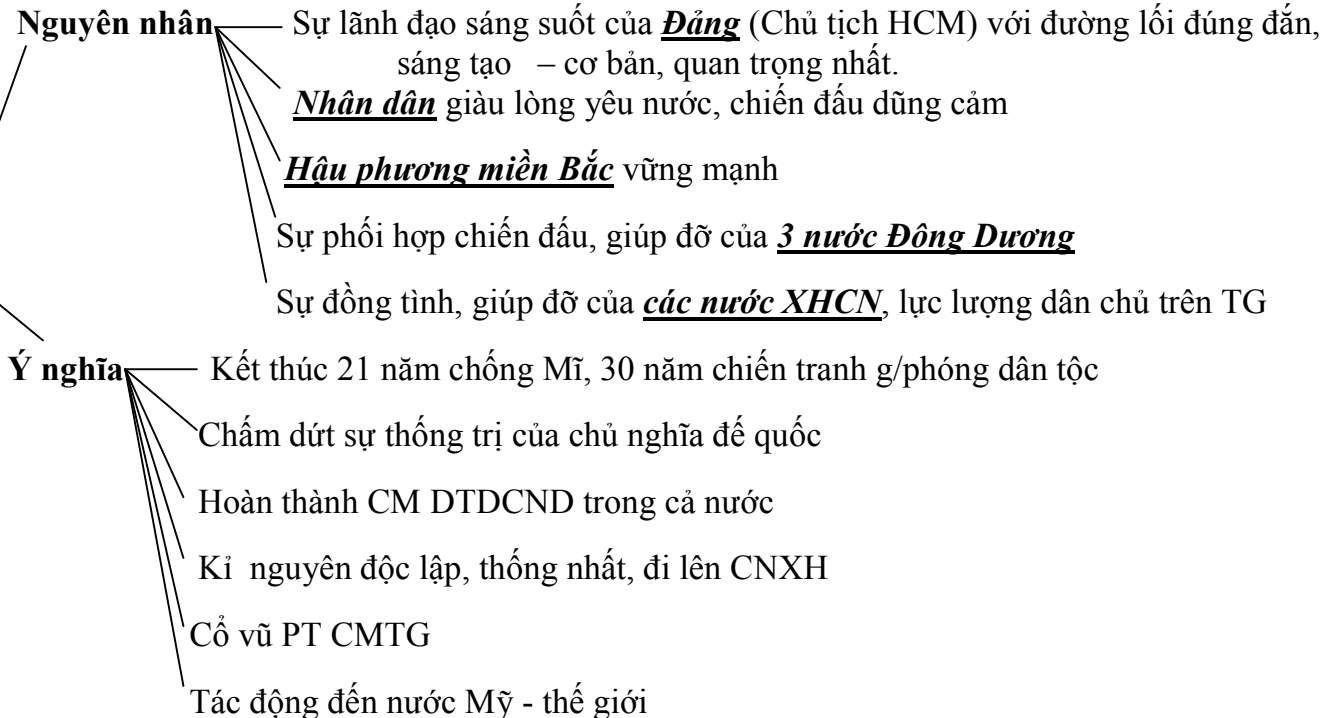 Nguyên nhân Sự lãnh đạo sáng suốt của Đảng (Chủ tịch HCM) với đường lối đúng đắn,
sáng tạo – cơ bản, quan trọng nhất.
Nhân dân giàu lòng yêu nước, chiến đấu dũng cảm
Hậu phương miền Bắc vững mạnh
Sự phối hợp chiến đấu, giúp đỡ của 3 nước Đông Dương
Sự đồng tình, giúp đỡ của các nước XHCN, lực lượng dân chủ trên TG
Ý nghĩa Kết thúc 21 năm chống Mĩ, 30 năm chiến tranh g/phóng dân tộc
Chấm dứt sự thống trị của chủ nghĩa đế quốc
Hoàn thành CM DTDCND trong cả nước
Kỉ nguyên độc lập, thống nhất, đi lên CNXH
Cổ vũ PT CMTG
Tác động đến nước Mỹ - thế giới